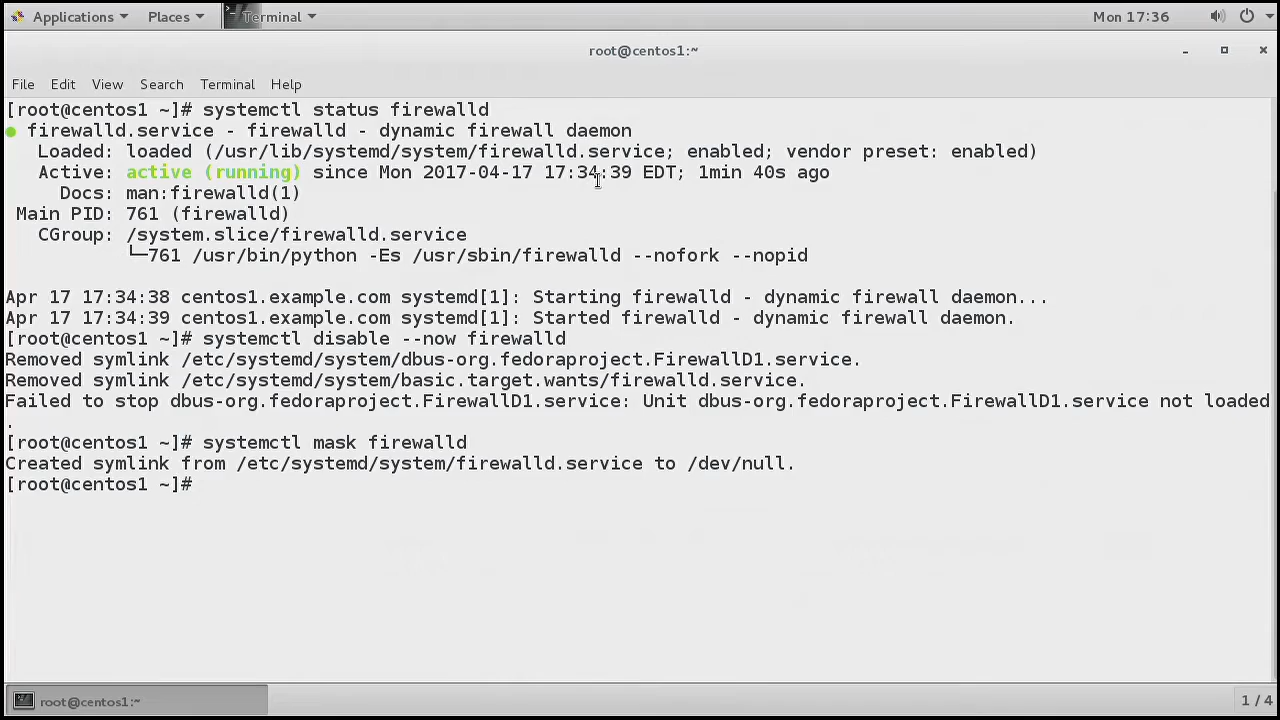 Applications Places Terminal Mon 17:36
root@centos1:~
File Edit View Search Terminal Help
[root@centos1 ~]# systemctl status firewalld
● firewalld.service - firewalld - dynamic firewall daemon
   Loaded: loaded (/usr/lib/systemd/system/firewalld.service; enabled; vendor preset: enabled)
   Active: active (running) since Mon 2017-04-17 17:34:39 EDT; 1min 40s ago
     Docs: man:firewalld(1)
 Main PID: 761 (firewalld)
   CGroup: /system.slice/firewalld.service
           └─761 /usr/bin/python -Es /usr/sbin/firewalld --nofork --nopid

Apr 17 17:34:38 centos1.example.com systemd[1]: Starting firewalld - dynamic firewall daemon...
Apr 17 17:34:39 centos1.example.com systemd[1]: Started firewalld - dynamic firewall daemon.
[root@centos1 ~]# systemctl disable --now firewalld
Removed symlink /etc/systemd/system/dbus-org.fedoraproject.FirewallD1.service.
Removed symlink /etc/systemd/system/basic.target.wants/firewalld.service.
Failed to stop dbus-org.fedoraproject.FirewallD1.service: Unit dbus-org.fedoraproject.FirewallD1.service not loaded
.
[root@centos1 ~]# systemctl mask firewalld
Created symlink from /etc/systemd/system/firewalld.service to /dev/null.
[root@centos1 ~]#
root@centos1:~ 1 / 4